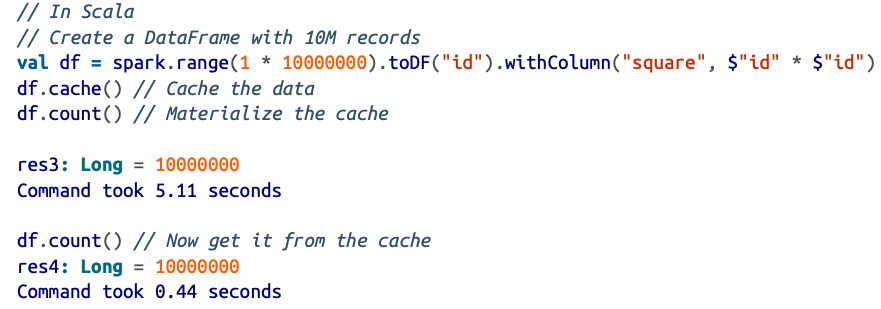 // In Scala
// Create a DataFrame with 10M records
val df = spark.range(1 * 10000000).toDF("id").withColumn("square", $"id" * $"id")
df.cache() // Cache the data
df.count() // Materialize the cache
res3: Long = 10000000
Command took 5.11 seconds
df.count() // Now get it from the cache
res4: Long = 10000000
Command took 0.44 seconds